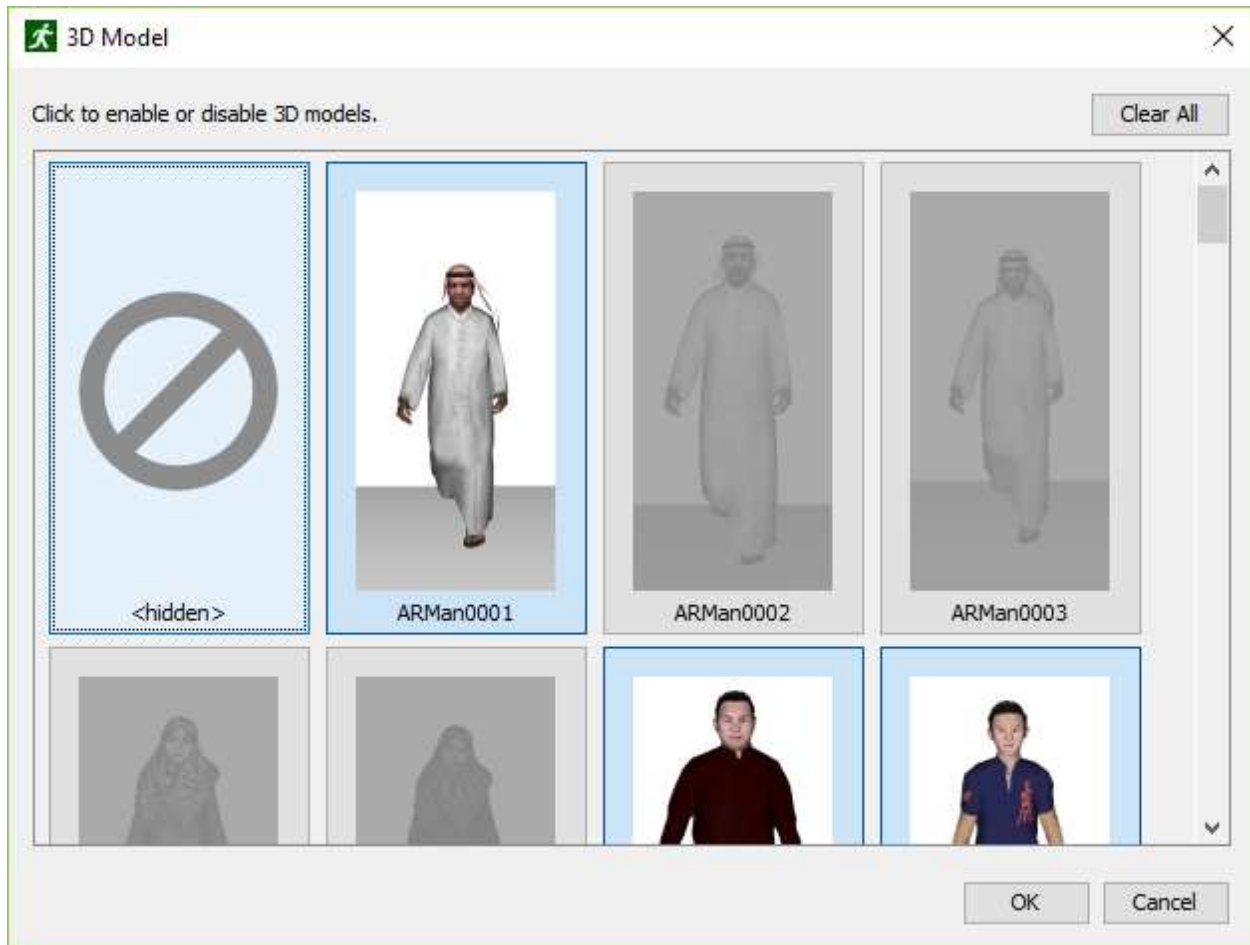 3D Model
Click to enable or disable 3D models.
Clear All
<hidden>
ARMan0001
ARMan0002
ARMan0003
OK
Cancel